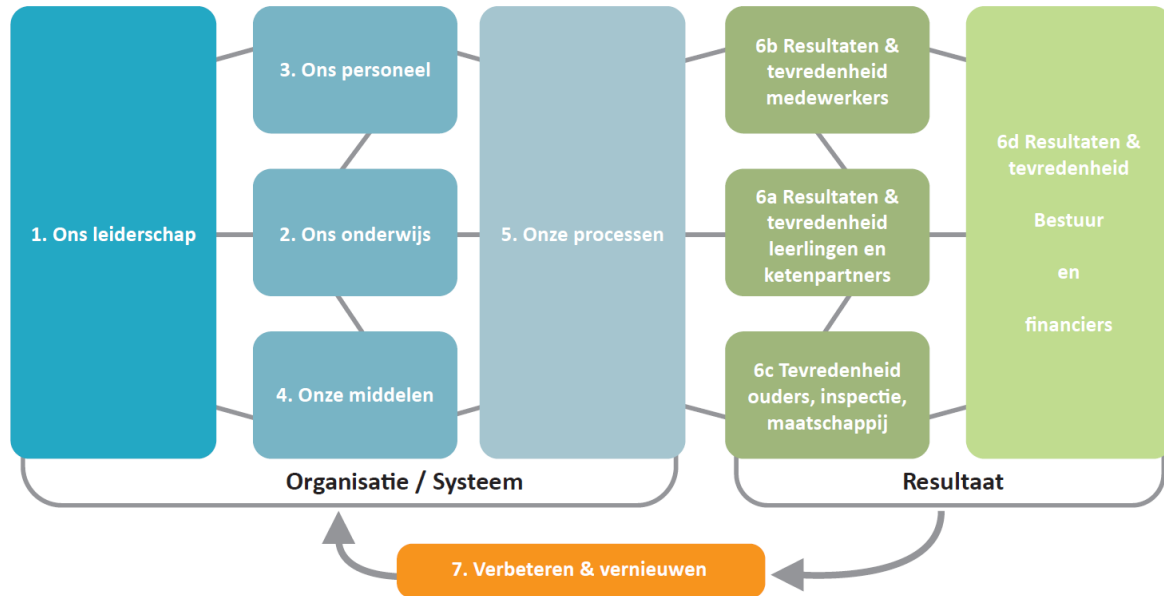 1. Ons leiderschap
3. Ons personeel
2. Ons onderwijs
4. Onze middelen
5. Onze processen
6b Resultaten &
tevredenheid
medewerkers
6a Resultaten &
tevredenheid
leerlingen en
ketenpartners
6c Tevredenheid
ouders, inspectie,
maatschappij
6d Resultaten &
tevredenheid
Bestuur
en
financiers
Organisatie / Systeem
Resultaat
7. Verbeteren & vernieuwen